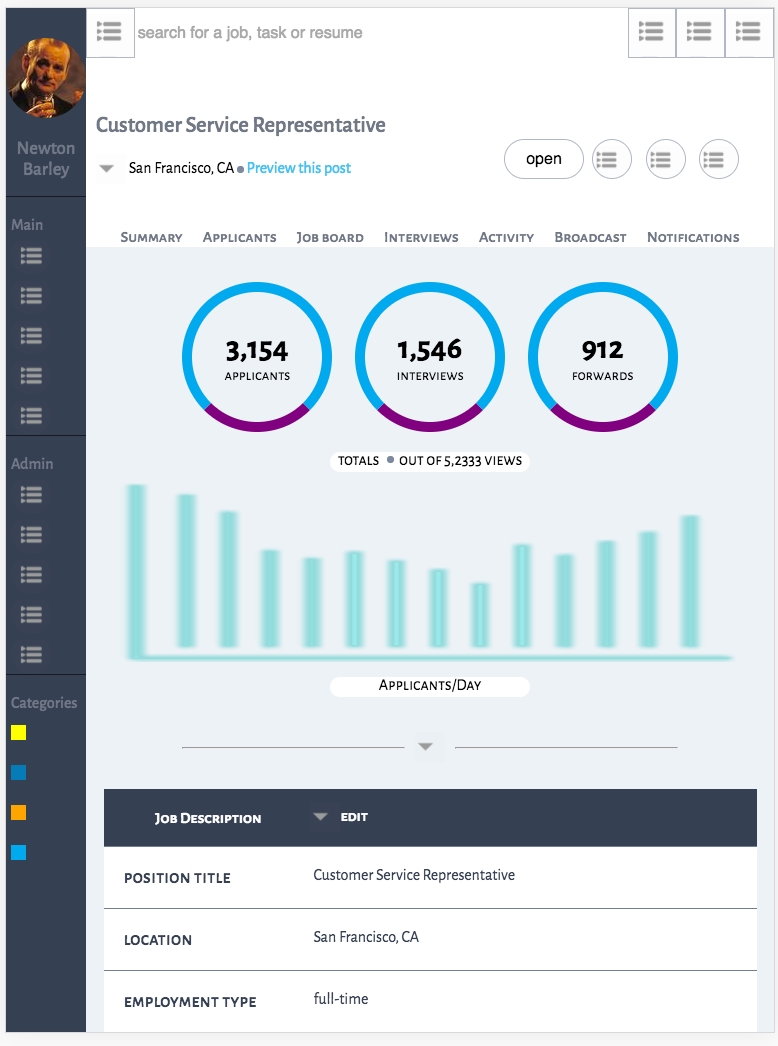 search for a job, task or resume
Newton
Barley
Customer Service Representative
San Francisco, CA Preview this post
open
Main
SUMMARY APPLICANTS JOB BOARD INTERVIEWS ACTIVITY BROADCAST NOTIFICATIONS
3,154
APPLICANTS
1,546
INTERVIEWS
912
FORWARDS
TOTALS OUT OF 5,2333 VIEWS
Admin
APPLICANTS/DAY
Categories
JOB DESCRIPTION EDIT
POSITION TITLE Customer Service Representative
LOCATION San Francisco, CA
EMPLOYMENT TYPE full-time